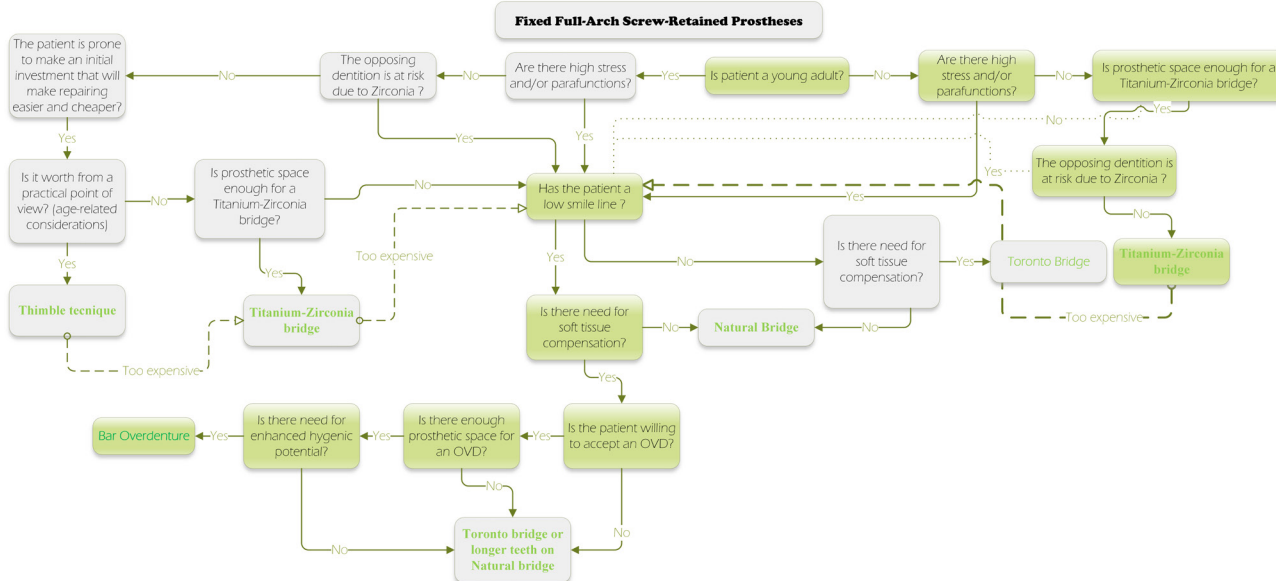 Fixed Full-Arch Screw-Retained Prostheses
The patient is prone
to make an initial
investment that will
make repairing
easier and cheaper?
No
The opposing
dentition is at risk
due to Zirconia ?
No
Are there high stress
and/or parafunctions?
Yes
Is patient a young adult?
No
Are there high
stress and/or
parafunctions?
No
Is prosthetic space enough for a
Titanium-Zirconia bridge?
Yes
Yes
Yes
Yes
No
Yes
Is it worth from a
practical point of
view? (age-related
considerations)
No
Is prosthetic space
enough for a
Titanium-Zirconia
bridge?
No
Has the patient a
low smile line ?
Yes
Yes
The opposing dentition is
at risk due to Zirconia ?
No
Yes
Yes
Too expensive
Yes
No
Is there need for
soft tissue
compensation?
Yes
Toronto Bridge
Titanium-Zirconia
bridge
Thimble tecnique
Titanium-Zirconia
bridge
Is there need for
soft tissue
compensation?
No
Natural Bridge
No
Too expensive
Too expensive
Yes
Bar Overdenture
Yes
Is there need for
enhanced hygenic
potential?
Yes
Is there enough
prosthetic space for
an OVD?
Yes
Is the patient willing
to accept an OVD?
No
No
No
Toronto bridge or
longer teeth on
Natural bridge